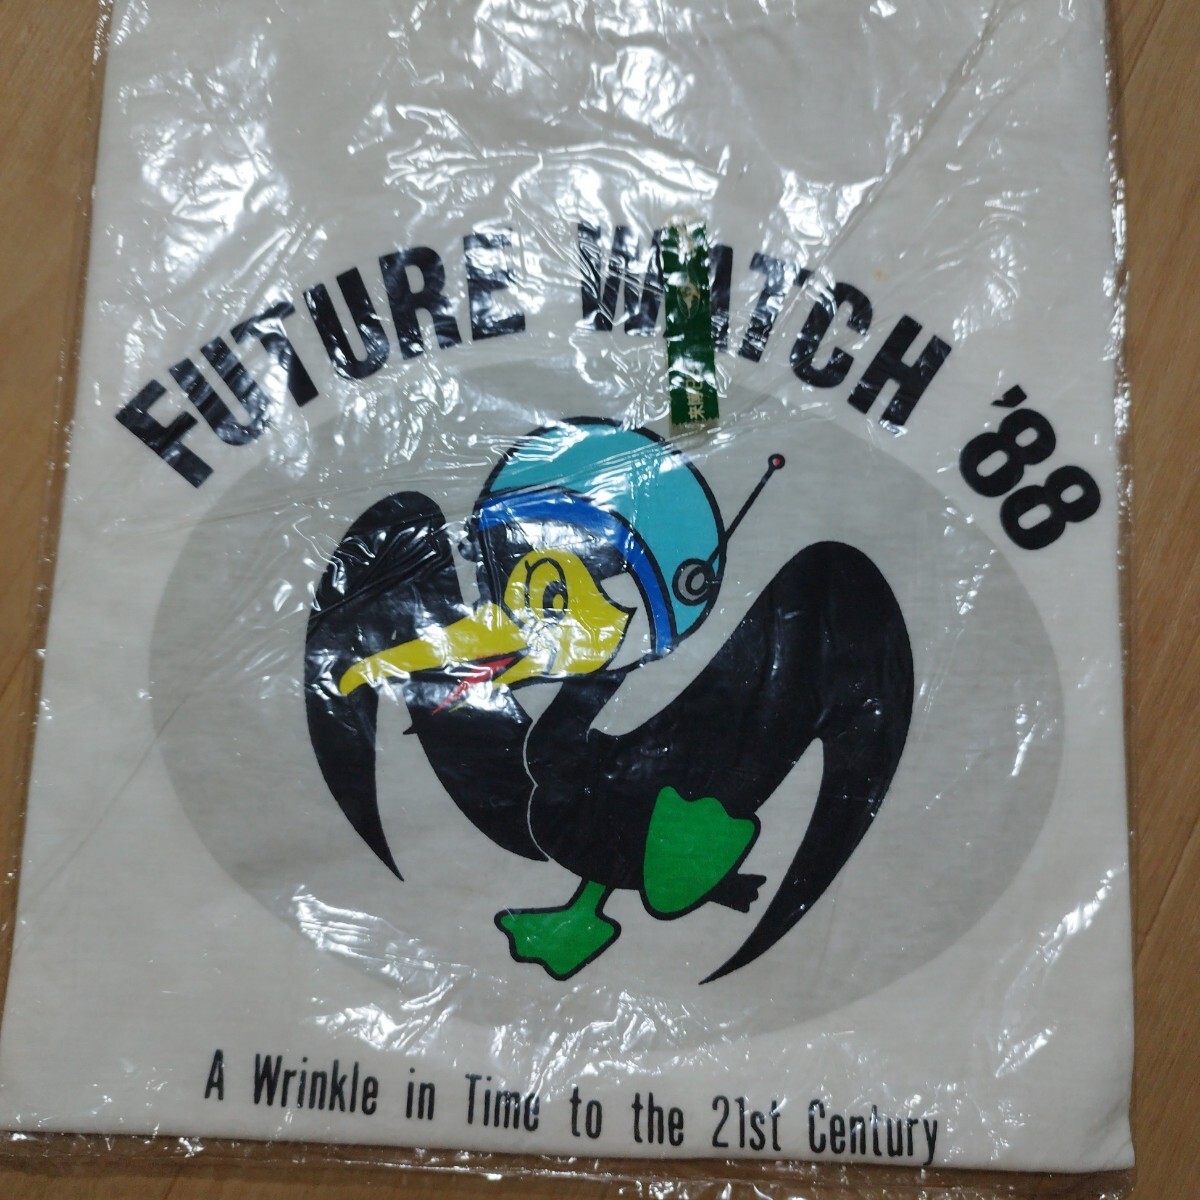 FUTURE WATCH '88
A Wrinkle in Time to the 21st Century